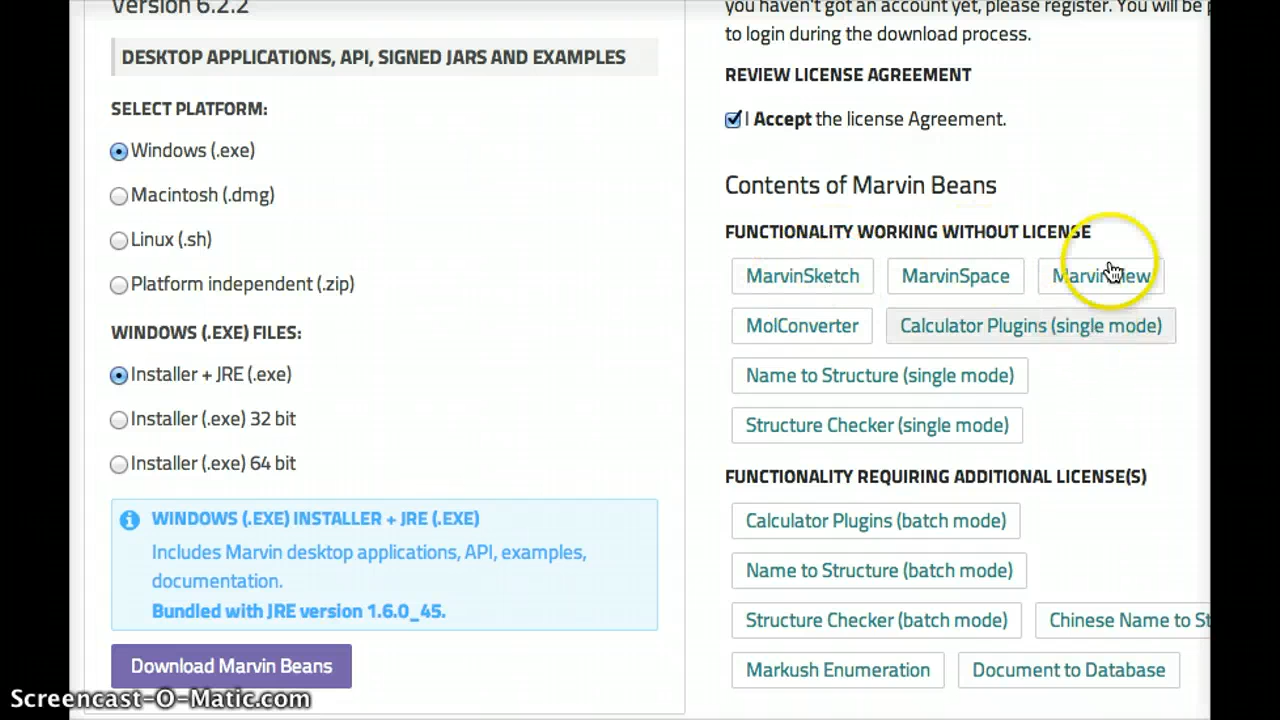 Version 6.2.2
DESKTOP APPLICATIONS, API, SIGNED JARS AND EXAMPLES
SELECT PLATFORM:
Windows (.exe)
Macintosh (.dmg)
Linux (.sh)
Platform independent (.zip)
WINDOWS (.EXE) FILES:
Installer + JRE (.exe)
Installer (.exe) 32 bit
Installer (.exe) 64 bit
WINDOWS (.EXE) INSTALLER + JRE (.EXE)
Includes Marvin desktop applications, API, examples,
documentation.
Bundled with JRE version 1.6.0_45.
Download Marvin Beans
you haven't got an account yet, please register. You will be
to login during the download process.
REVIEW LICENSE AGREEMENT
I Accept the license Agreement.
Contents of Marvin Beans
FUNCTIONALITY WORKING WITHOUT LICENSE
MarvinSketch MarvinSpace MarvinView
MolConverter Calculator Plugins (single mode)
Name to Structure (single mode)
Structure Checker (single mode)
FUNCTIONALITY REQUIRING ADDITIONAL LICENSE(S)
Calculator Plugins (batch mode)
Name to Structure (batch mode)
Structure Checker (batch mode) Chinese Name to St
Markush Enumeration Document to Database
Screencast-O-Matic.com